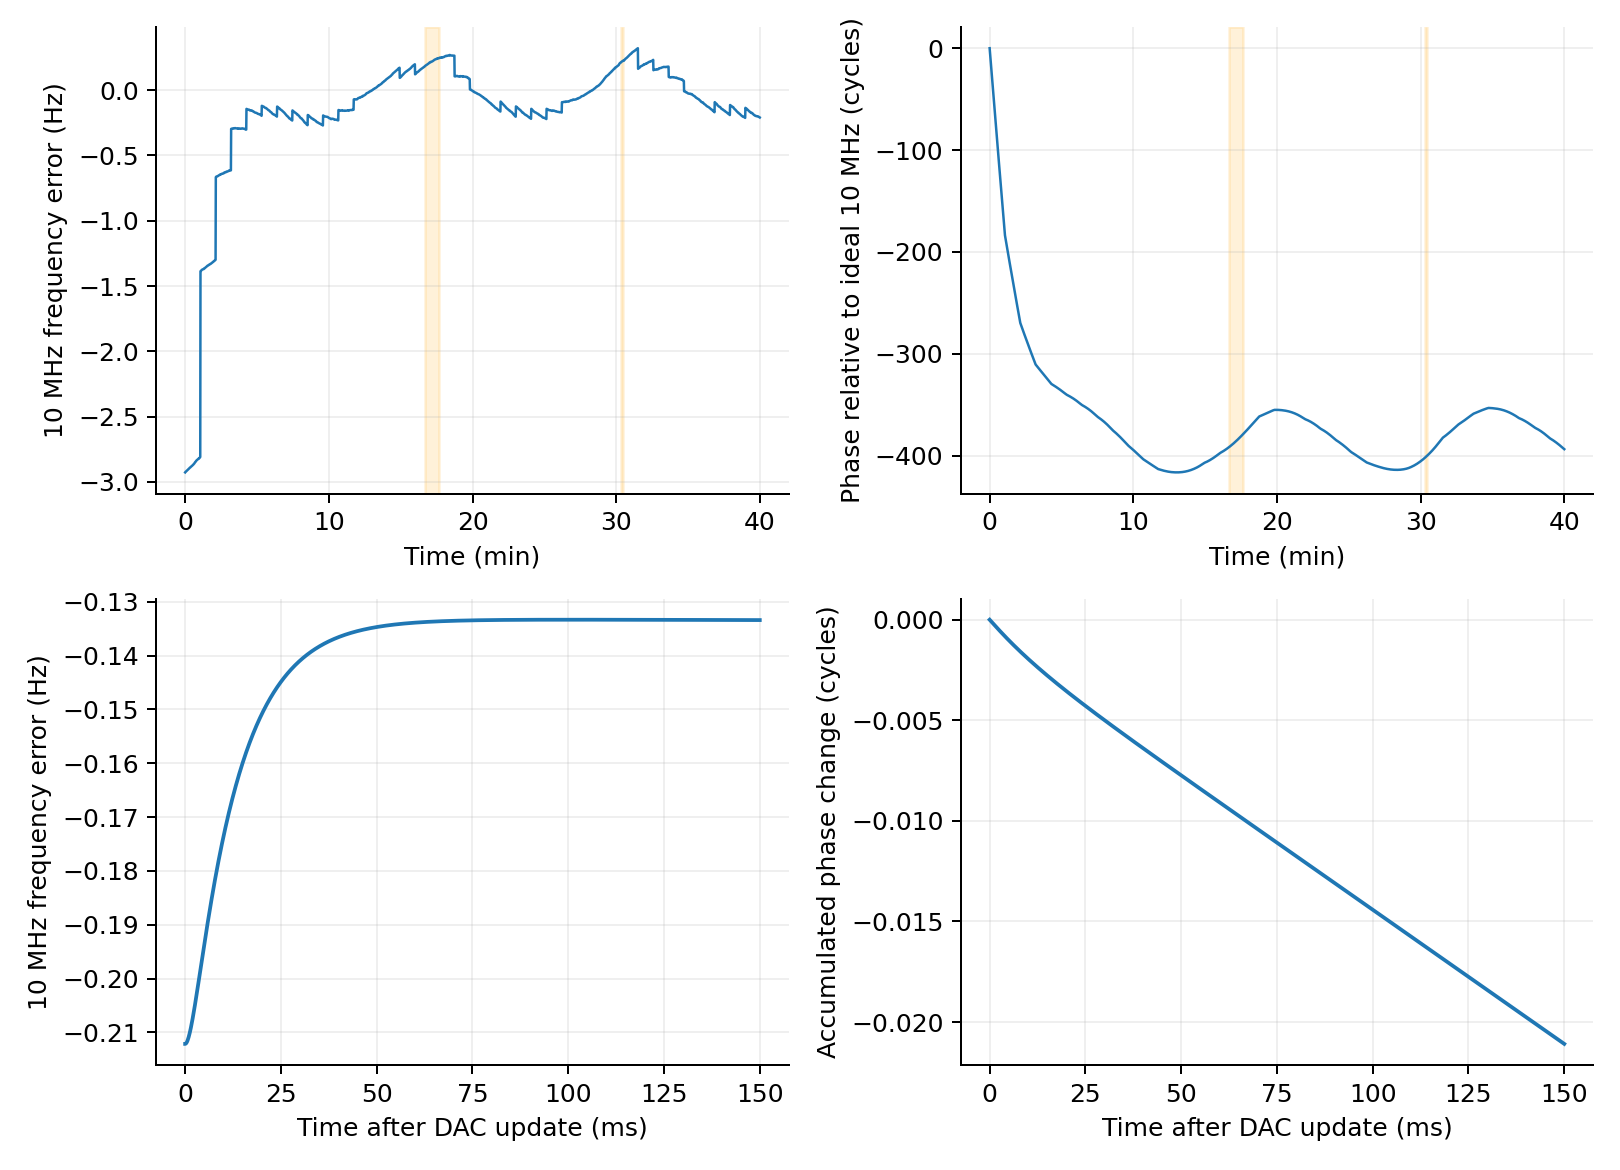 10 MHz frequency error (Hz)
0.0
−0.5
−1.0
−1.5
−2.0
−2.5
−3.0
0 10 20 30 40
Time (min)
Phase relative to ideal 10 MHz (cycles)
0
−100
−200
−300
−400
0 10 20 30 40
Time (min)
10 MHz frequency error (Hz)
−0.13
−0.14
−0.15
−0.16
−0.17
−0.18
−0.19
−0.20
−0.21
0 25 50 75 100 125 150
Time after DAC update (ms)
Accumulated phase change (cycles)
0.000
−0.005
−0.010
−0.015
−0.020
0 25 50 75 100 125 150
Time after DAC update (ms)